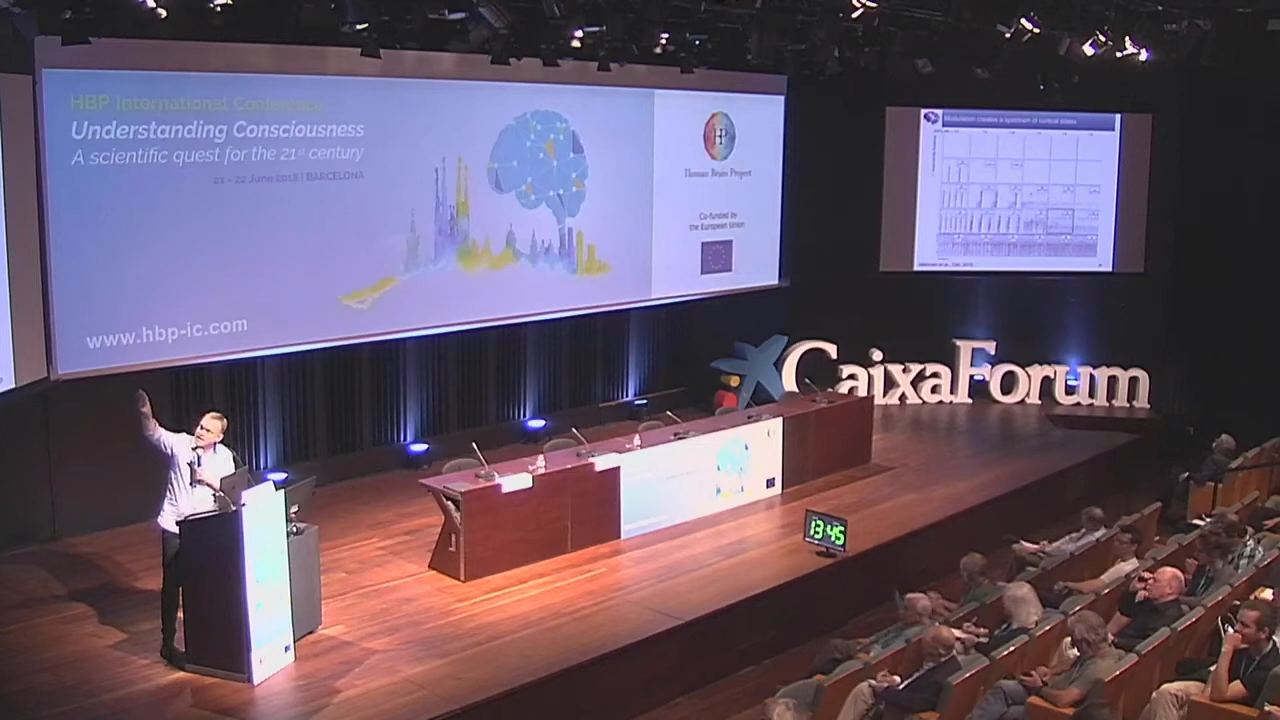 HBP International Conference
Understanding Consciousness
A scientific quest for the 21st century
21 - 22 June 2018 | BARCELONA
www.hbp-ic.com
HP
Human Brain Project
Co-funded by
the European Union
Modulation creates a spectrum of cortical states
CaixaForum
13:45